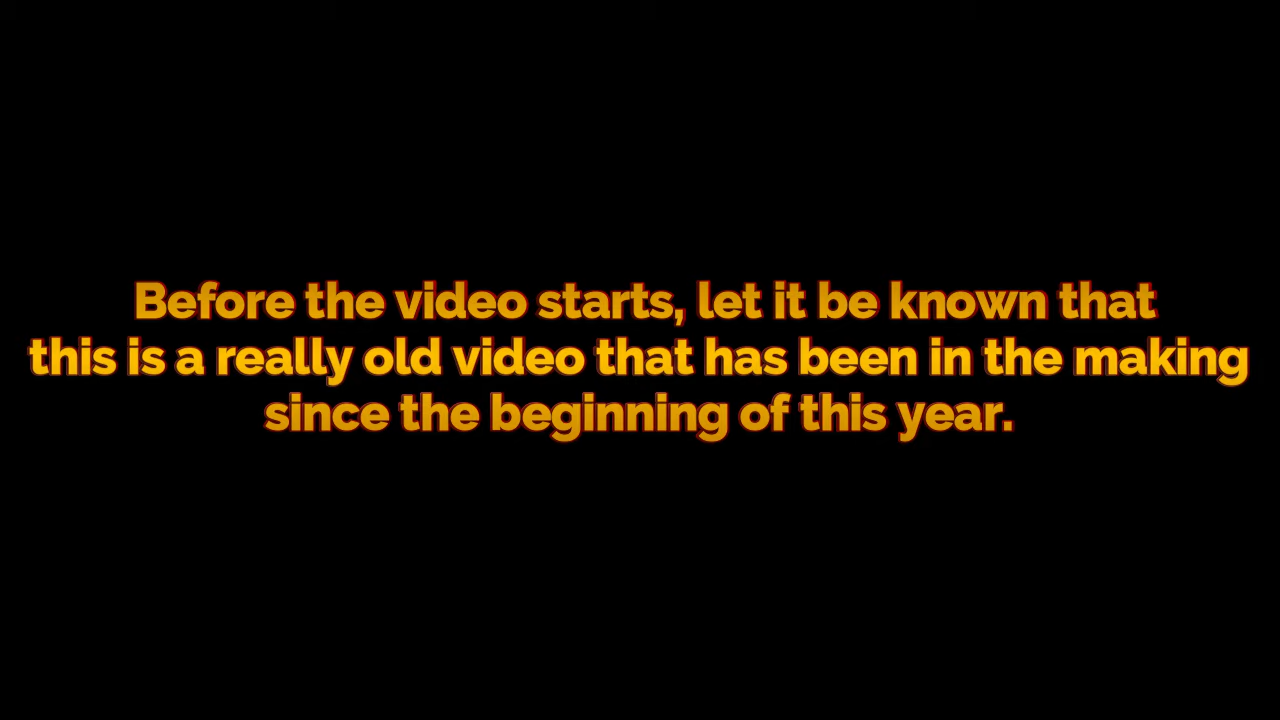 Before the video starts, let it be known that
this is a really old video that has been in the making
since the beginning of this year.